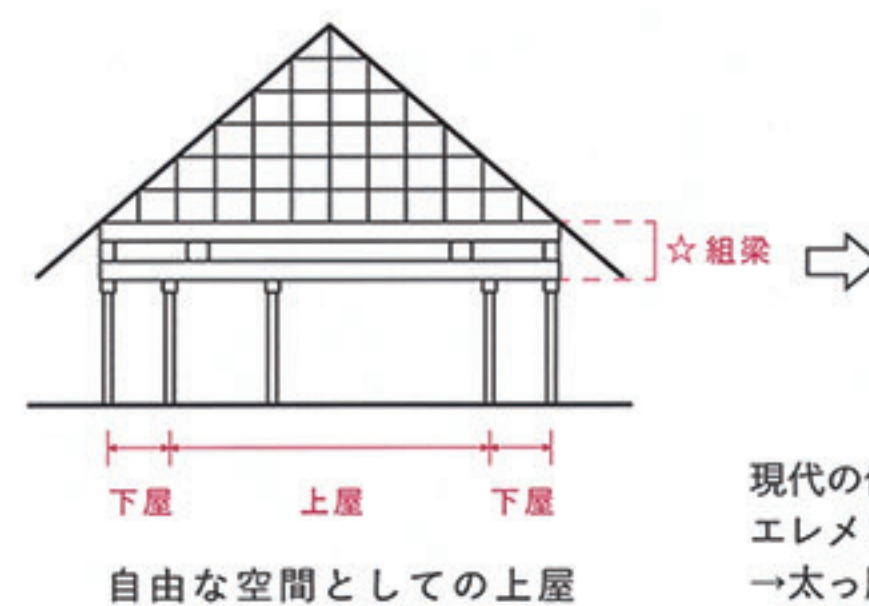 ☆組梁
下屋
上屋
下屋
自由な空間としての上屋
現代の
エレメ
→太っ